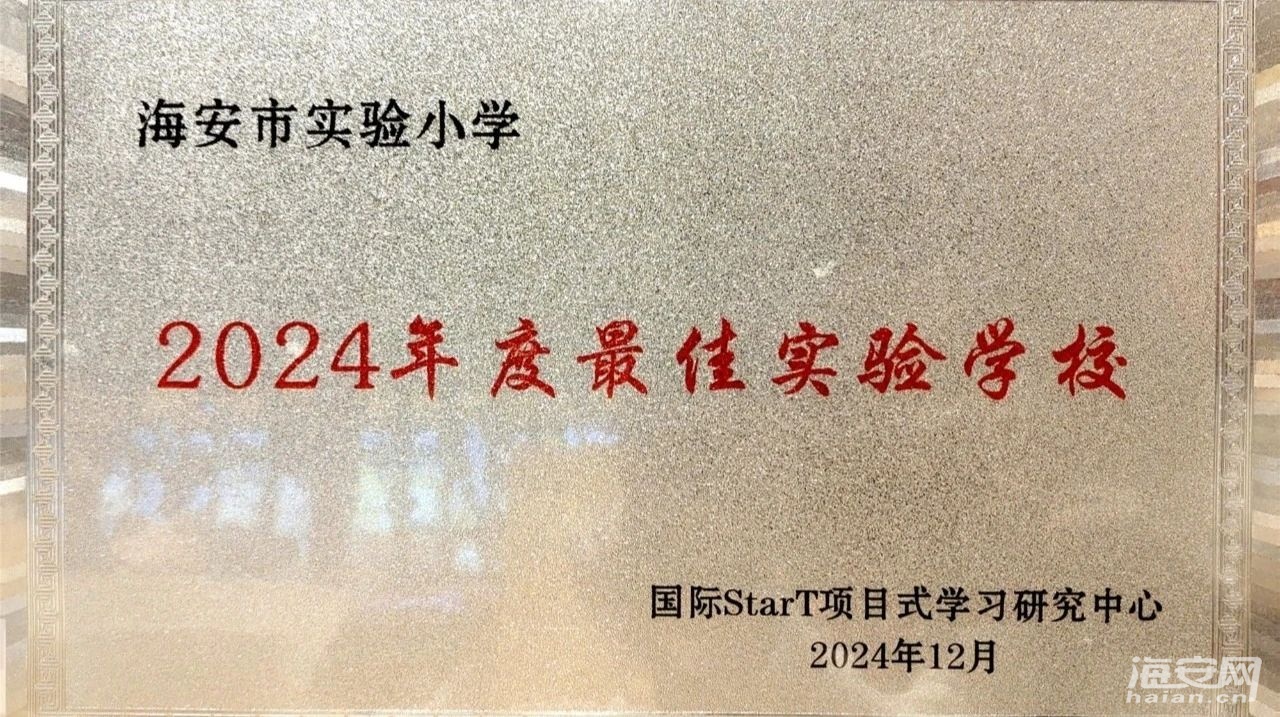 海安市实验小学
2024年度最佳实验学校
国际StarT项目式学习研究中心
2024年12月
海安网
haian.cn